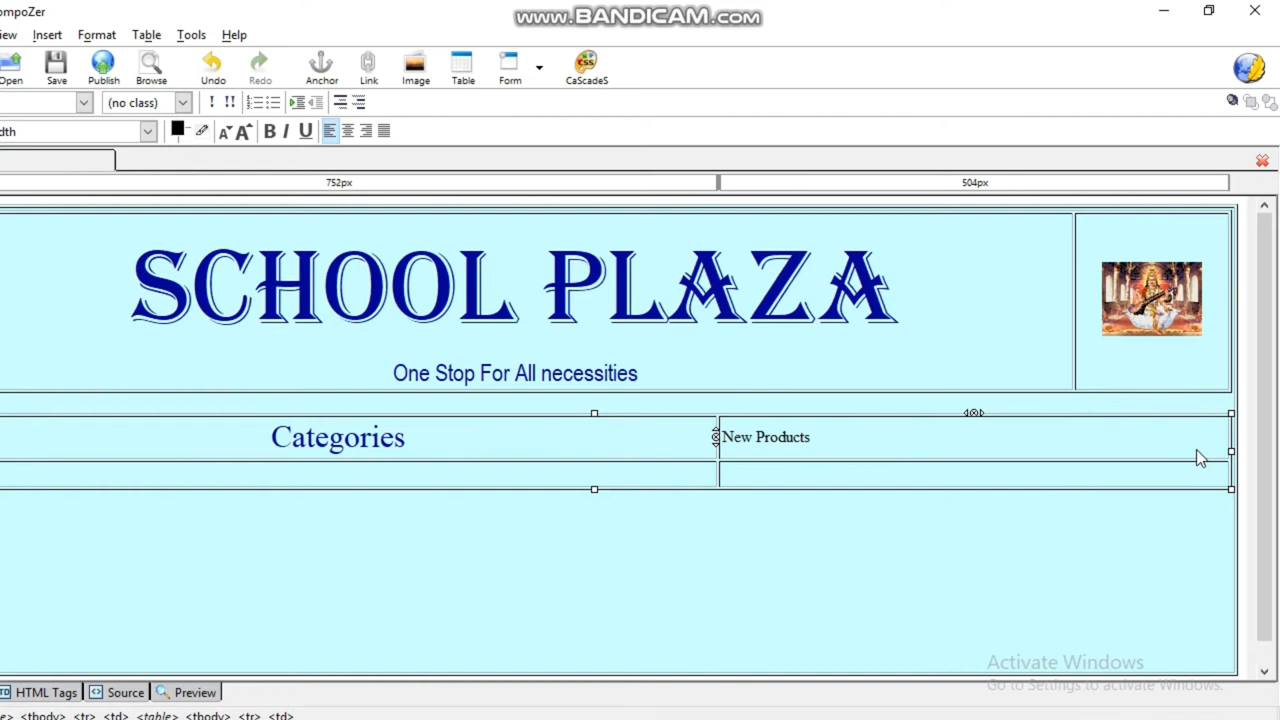 www.BANDICAM.com
ompoZer
iew Insert Format Table Tools Help
Open Save Publish Browse Undo Redo Anchor Link Image Table Form CaScadeS
(no class) ! !!
dth A A B I U
752px 504px
SCHOOL PLAZA
One Stop For All necessities
Categories New Products
Activate Windows
Go to Settings to activate Windows.
TD HTML Tags <> Source Preview
e> <tbody> <tr> <td> <table> <tbody> <tr> <td>